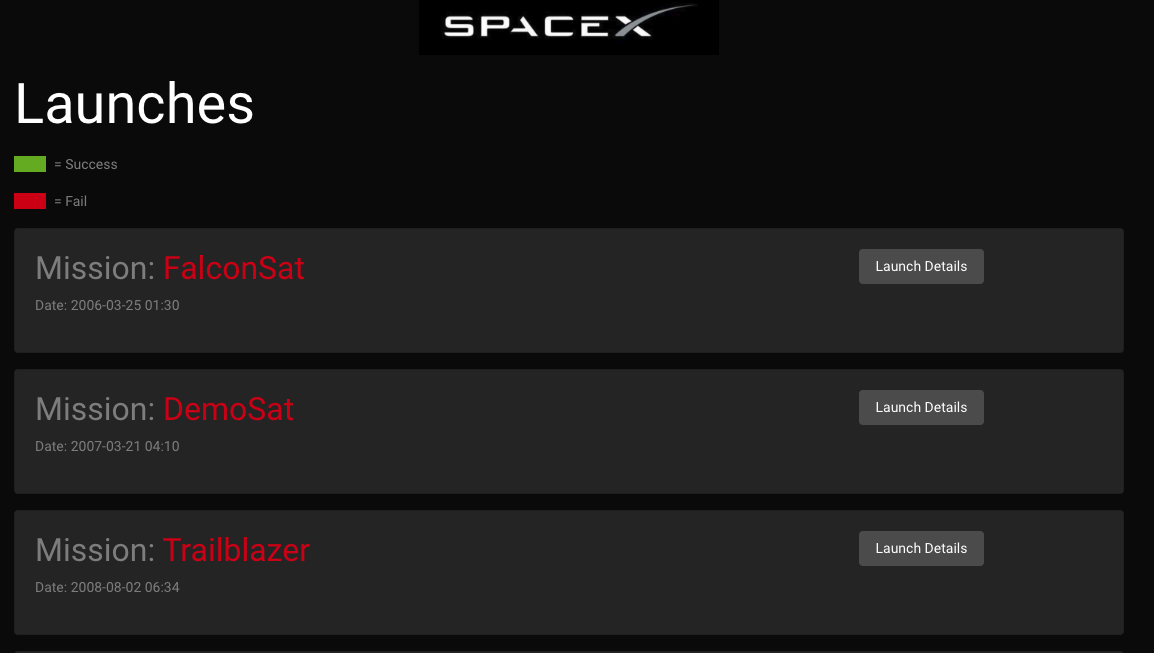 SPACEX
Launches
= Success
= Fail
Mission: FalconSat
Launch Details
Date: 2006-03-25 01:30
Mission: DemoSat
Launch Details
Date: 2007-03-21 04:10
Mission: Trailblazer
Launch Details
Date: 2008-08-02 06:34